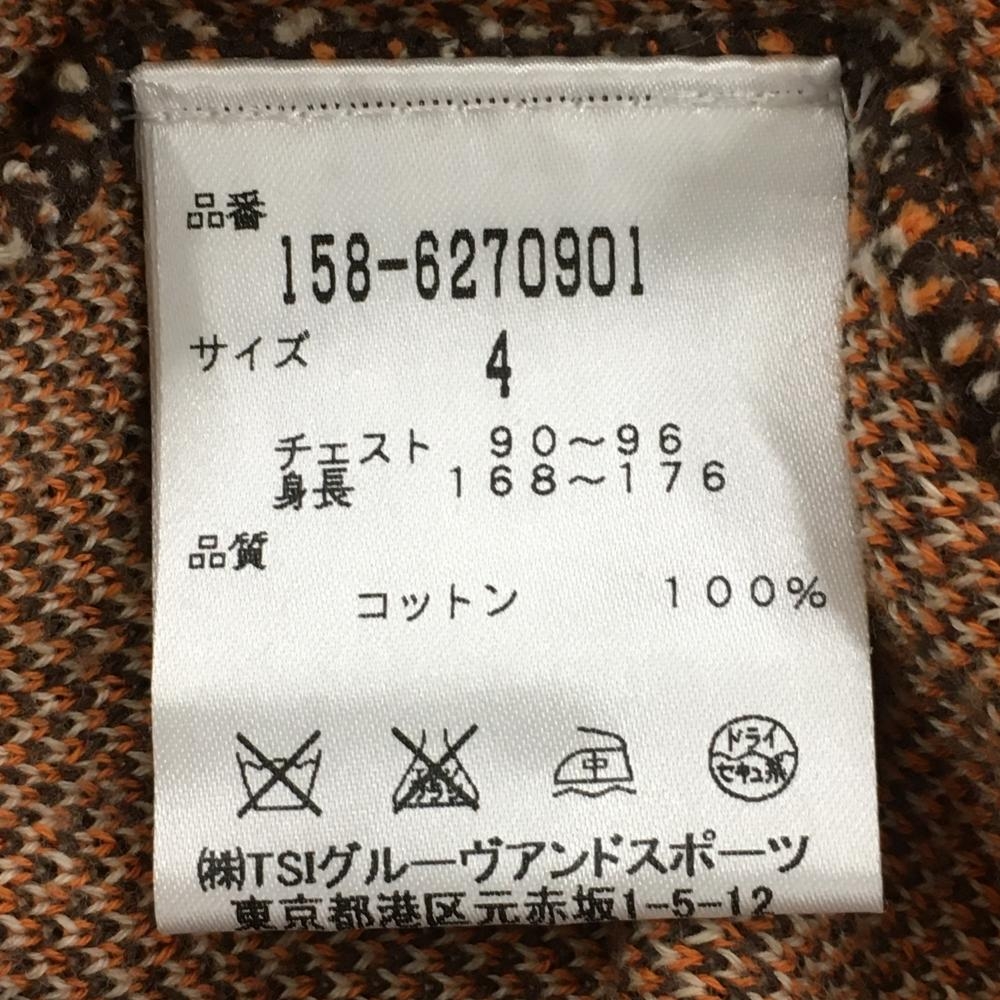 品番
158-6270901
サイズ 4
チェスト 90～96
身長 168～176
品質
コットン 100%
中
ドライ
セキュ系
㈱TSIグルーヴアンドスポーツ
東京都港区元赤坂1-5-12